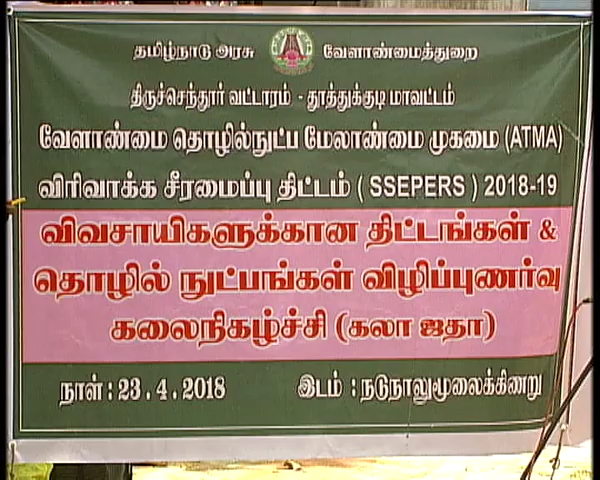 தமிழ்நாடு அரசு வேளாண்மைத்துறை
திருச்செந்தூர் வட்டாரம் - தூத்துக்குடி மாவட்டம்
வேளாண்மை தொழில்நுட்ப மேலாண்மை முகமை (ATMA)
விரிவாக்க சீரமைப்பு திட்டம் ( SSEPERS ) 2018-19
விவசாயிகளுக்கான திட்டங்கள் &
தொழில் நுட்பங்கள் விழிப்புணர்வு
கலைநிகழ்ச்சி (கலா ஜதா)
நாள் : 23.4.2018 இடம் : நடுநாலுமூலைக்கிணறு